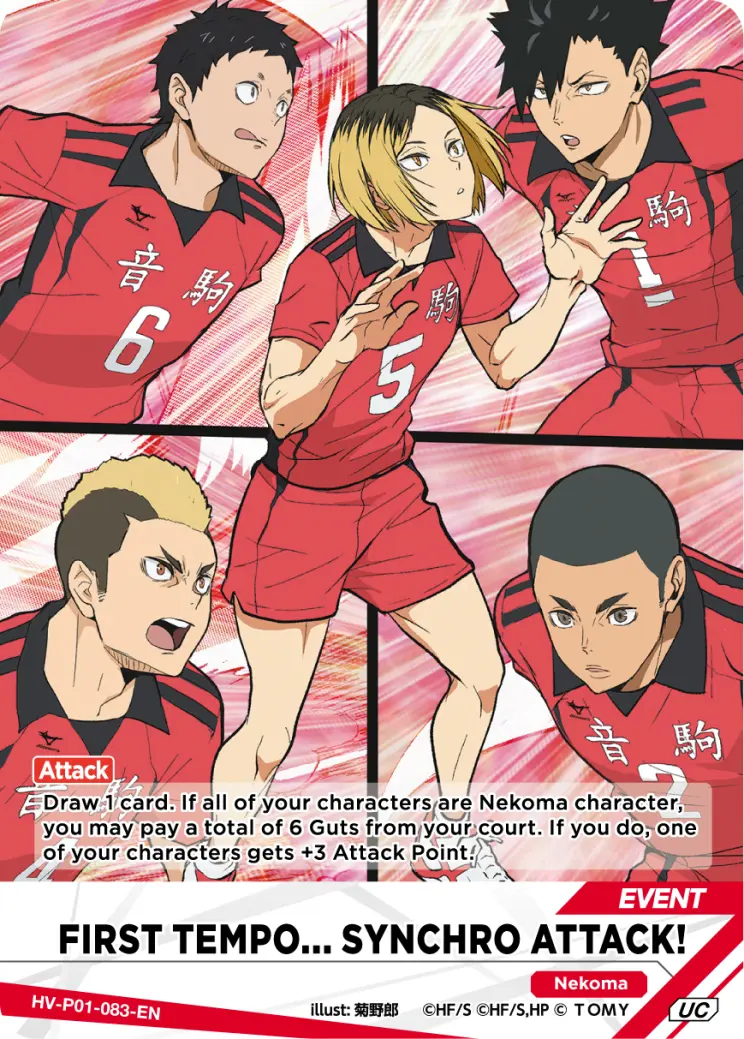 音駒
6
駒
5
駒
1
音駒
2
Attack
Draw 1 card. If all of your characters are Nekoma character,
you may pay a total of 6 Guts from your court. If you do, one
of your characters gets +3 Attack Point.
EVENT
FIRST TEMPO... SYNCHRO ATTACK!
Nekoma
HV-P01-083-EN
illust: 菊野郎 ©HF/S ©HF/S,HP © TOMY
UC